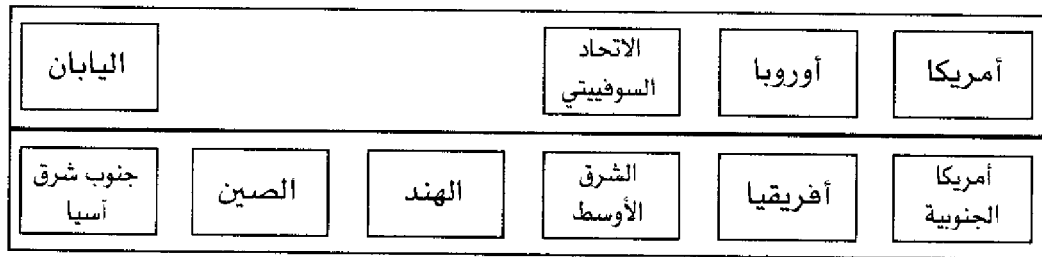 أمريكا
أوروبا
الاتحاد
السوفييتي
اليابان
أمريكا
الجنوبية
أفريقيا
الشرق
الأوسط
الهند
الصين
جنوب شرق
آسيا